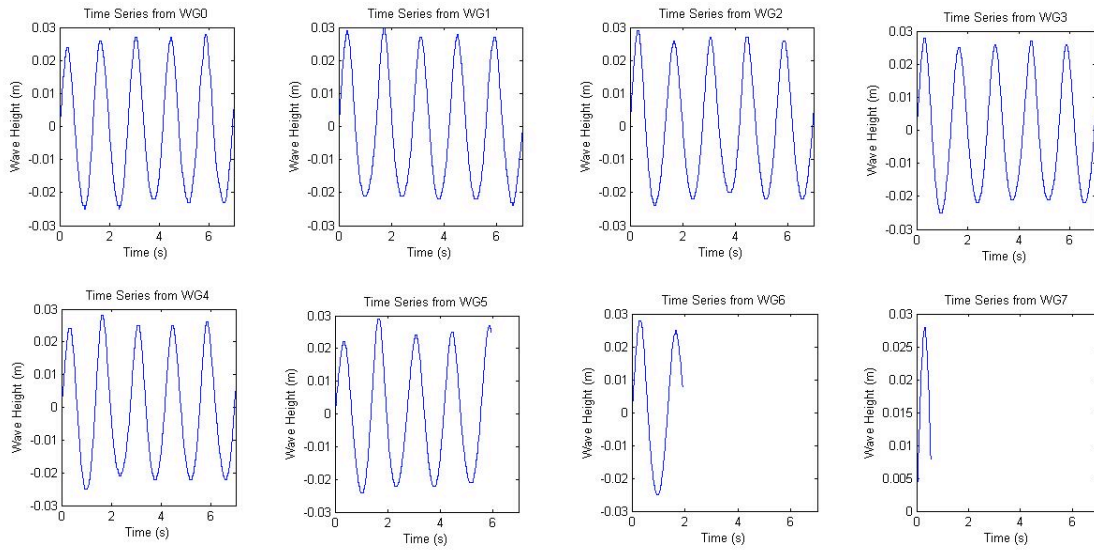 Time Series from WG0
0.03
0.02
0.01
0
-0.01
-0.02
-0.03
0 2 4 6
Wave Height (m)
Time (s)
Time Series from WG1
0.03
0.02
0.01
0
-0.01
-0.02
-0.03
0 2 4 6
Wave Height (m)
Time (s)
Time Series from WG2
0.03
0.02
0.01
0
-0.01
-0.02
-0.03
0 2 4 6
Wave Height (m)
Time (s)
Time Series from WG3
0.03
0.02
0.01
0
-0.01
-0.02
-0.03
0 2 4 6
Wave Height (m)
Time (s)
Time Series from WG4
0.03
0.02
0.01
0
-0.01
-0.02
-0.03
0 2 4 6
Wave Height (m)
Time (s)
Time Series from WG5
0.03
0.02
0.01
0
-0.01
-0.02
-0.03
0 2 4 6
Wave Height (m)
Time (s)
Time Series from WG6
0.03
0.02
0.01
0
-0.01
-0.02
-0.03
0 2 4 6
Wave Height (m)
Time (s)
Time Series from WG7
0.03
0.025
0.02
0.015
0.01
0.005
0
0 2 4 6
Wave Height (m)
Time (s)